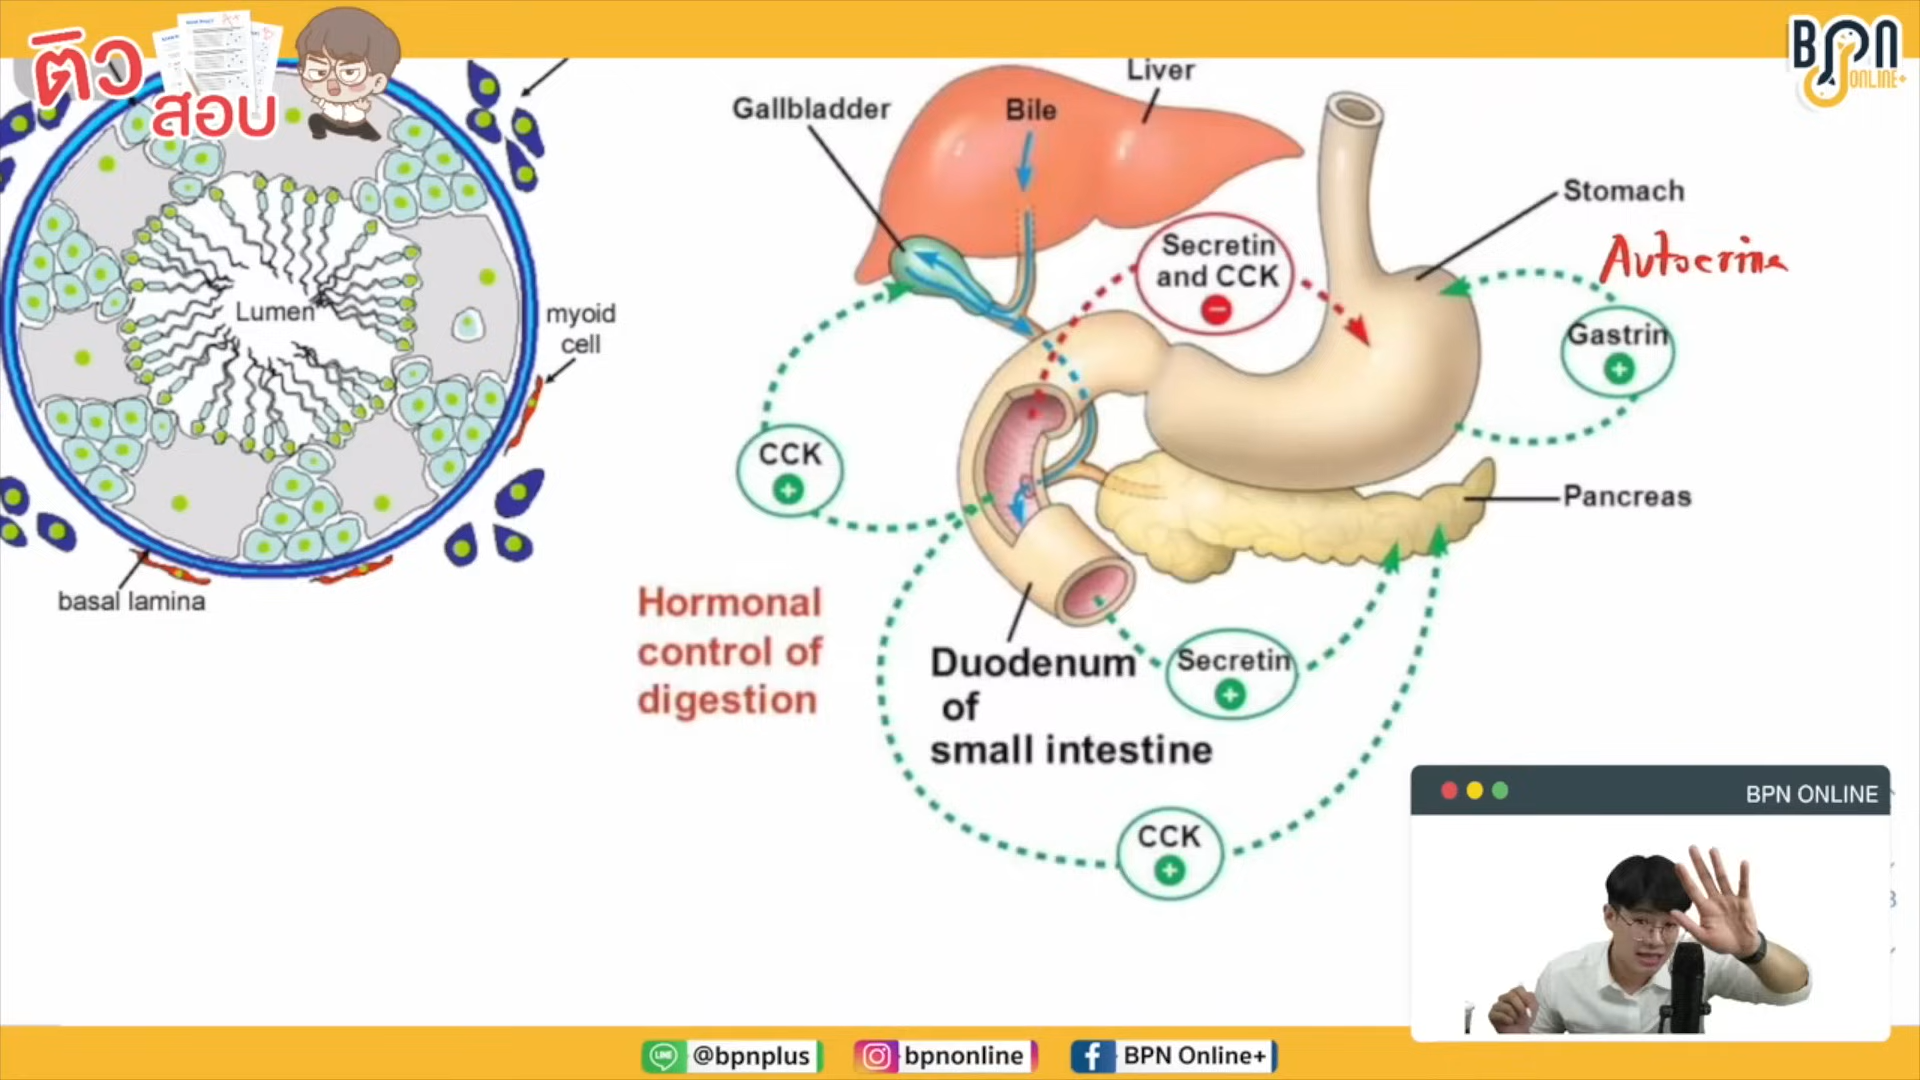 ติว
สอบ
BPN
ONLINE+
Lumen
myoid
cell
basal lamina
Gallbladder
Bile
Liver
Secretin
and CCK
Stomach
Autocrine
Gastrin
CCK
Pancreas
Hormonal
control of
digestion
Duodenum
of
small intestine
Secretin
CCK
BPN ONLINE
LINE
@bpnplus
bpnonline
BPN Online+